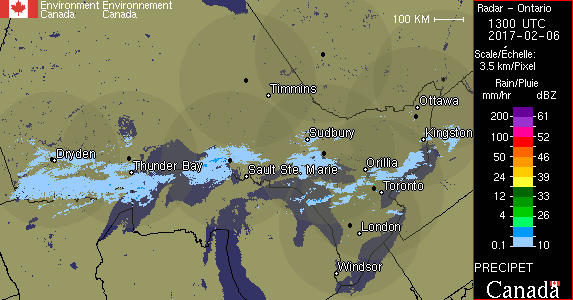 Environment Environnement
Canada Canada
100 KM
Timmins
Ottawa
Sudbury
Kingston
Dryden
Thunder Bay
Sault Ste. Marie
Orillia
Toronto
London
Windsor
Radar - Ontario
1300 UTC
2017-02-06
Scale/Échelle:
3.5 km/Pixel
Rain/Pluie
mm/hr dBZ
200 61
100 52
50 46
24 39
12 33
4 26
2 20
0.1 10
PRECIPET
Canada